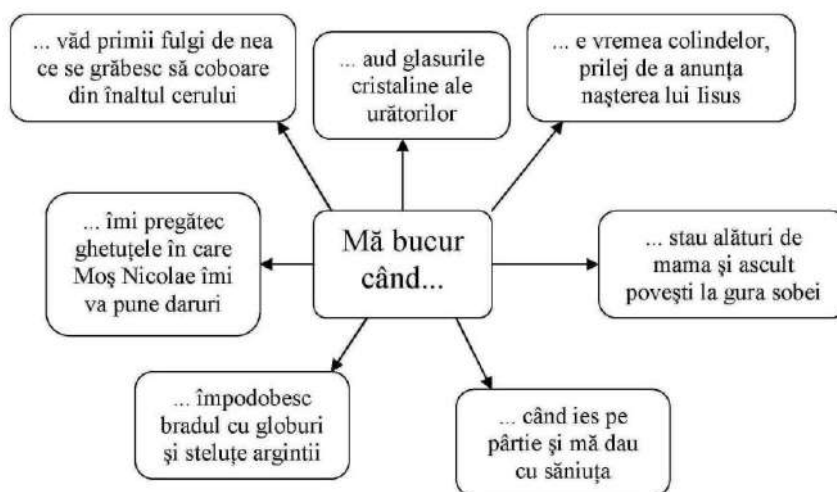 ... văd primii fulgi de nea
ce se grăbesc să coboare
din înaltul cerului
... aud glasurile
cristaline ale
urătorilor
... e vremea colindelor,
prilej de a anunța
nașterea lui Iisus
... îmi pregătec
ghetuțele în care
Moș Nicolae îmi
va pune daruri
Mă bucur
când...
... stau alături de
mama și ascult
povești la gura sobei
... împodobesc
bradul cu globuri
și steluțe argintii
... când ies pe
pârtie și mă dau
cu săniuța